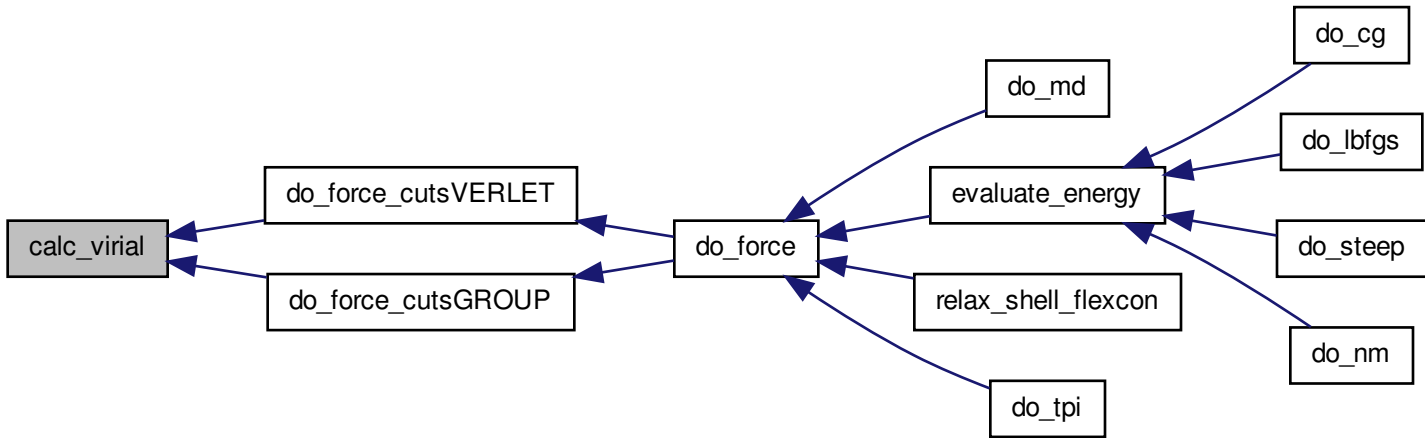 calc_virial
do_force_cutsVERLET
do_force_cutsGROUP
do_force
do_md
evaluate_energy
relax_shell_flexcon
do_tpi
do_cg
do_lbfgs
do_steep
do_nm